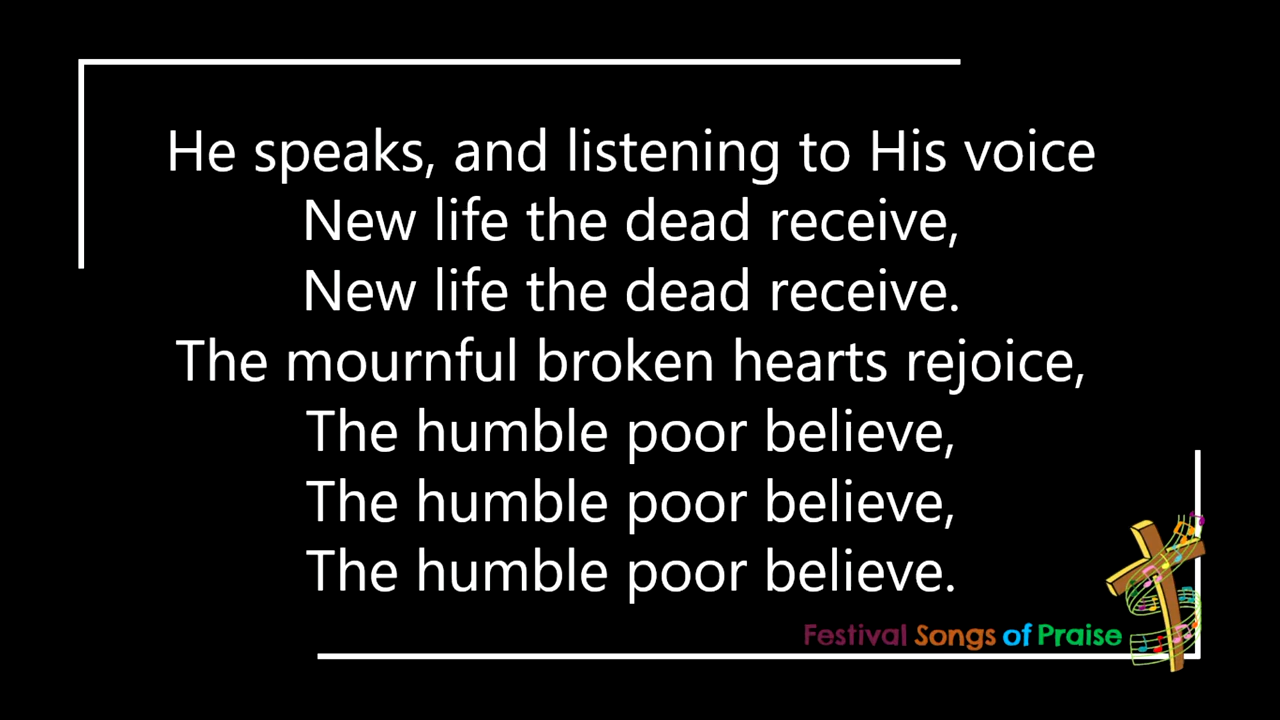 He speaks, and listening to His voice
New life the dead receive,
New life the dead receive.
The mournful broken hearts rejoice,
The humble poor believe,
The humble poor believe,
The humble poor believe.
Festival Songs of Praise